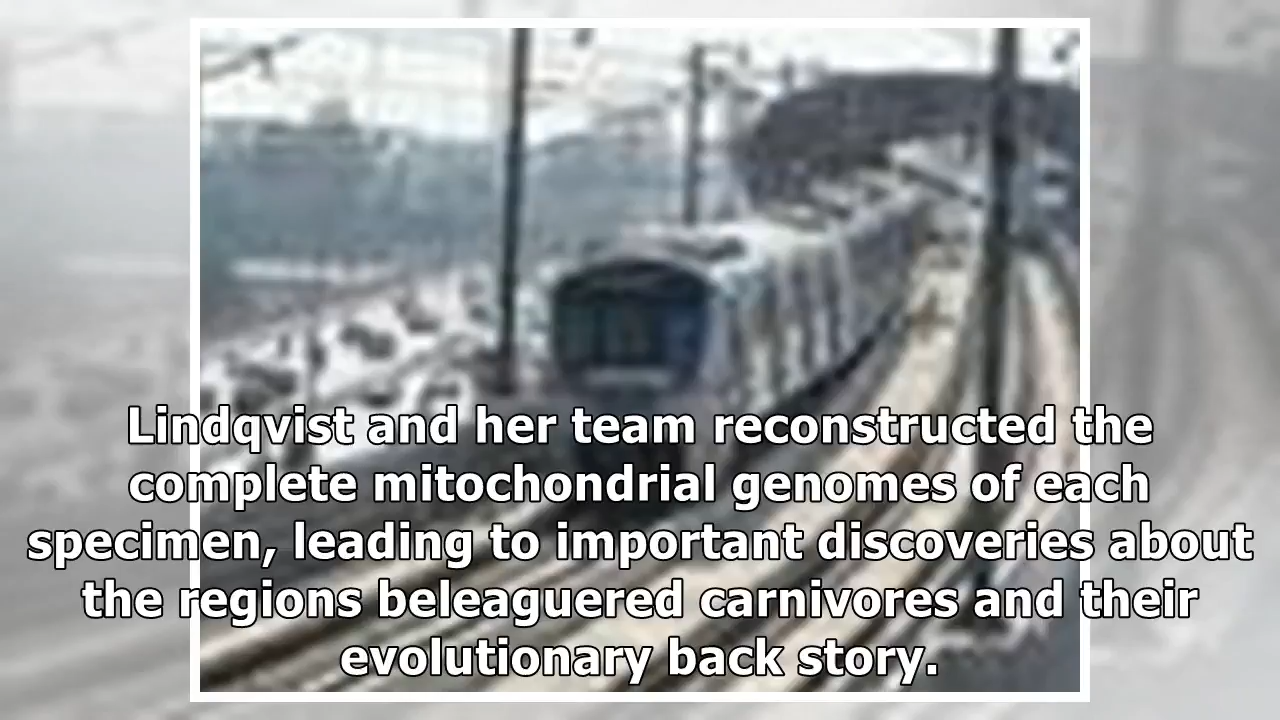 Lindqvist and her team reconstructed the
complete mitochondrial genomes of each
specimen, leading to important discoveries about
the regions beleaguered carnivores and their
evolutionary back story.